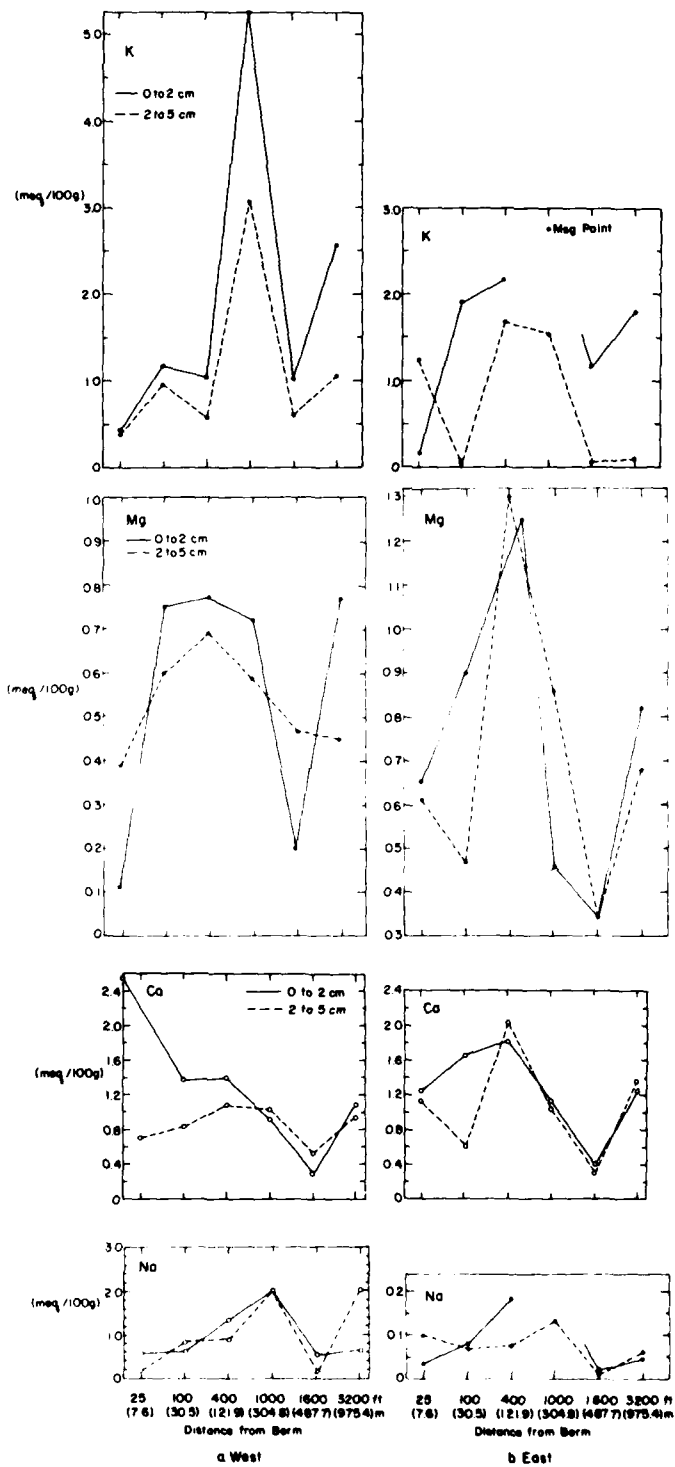 K
0 to 2 cm
2 to 5 cm
5.0
4.0
3.0
2.0
1.0
0
(meq/100g)
K
•Msg Point
3.0
2.0
1.0
0
Mg
0 to 2 cm
2 to 5 cm
1.0
0.9
0.8
0.7
0.6
0.5
0.4
0.3
0.2
0.1
0
(meq/100g)
Mg
1.3
1.2
1.1
1.0
0.9
0.8
0.7
0.6
0.5
0.4
0.3
Ca
0 to 2 cm
2 to 5 cm
2.4
2.0
1.6
1.2
0.8
0.4
0
(meq/100g)
Ca
2.4
2.0
1.6
1.2
0.8
0.4
0
Na
3.0
2.0
1.0
0
(meq/100g)
Na
0.2
0.1
0
25 100 400 1000 1600 3200 ft
(7.6) (30.5) (121.9) (304.8) (487.7) (975.4)m
Distance from Berm
a West
25 100 400 1000 1600 3200 ft
(7.6) (30.5) (121.9) (304.8) (487.7) (975.4)m
Distance from Berm
b East